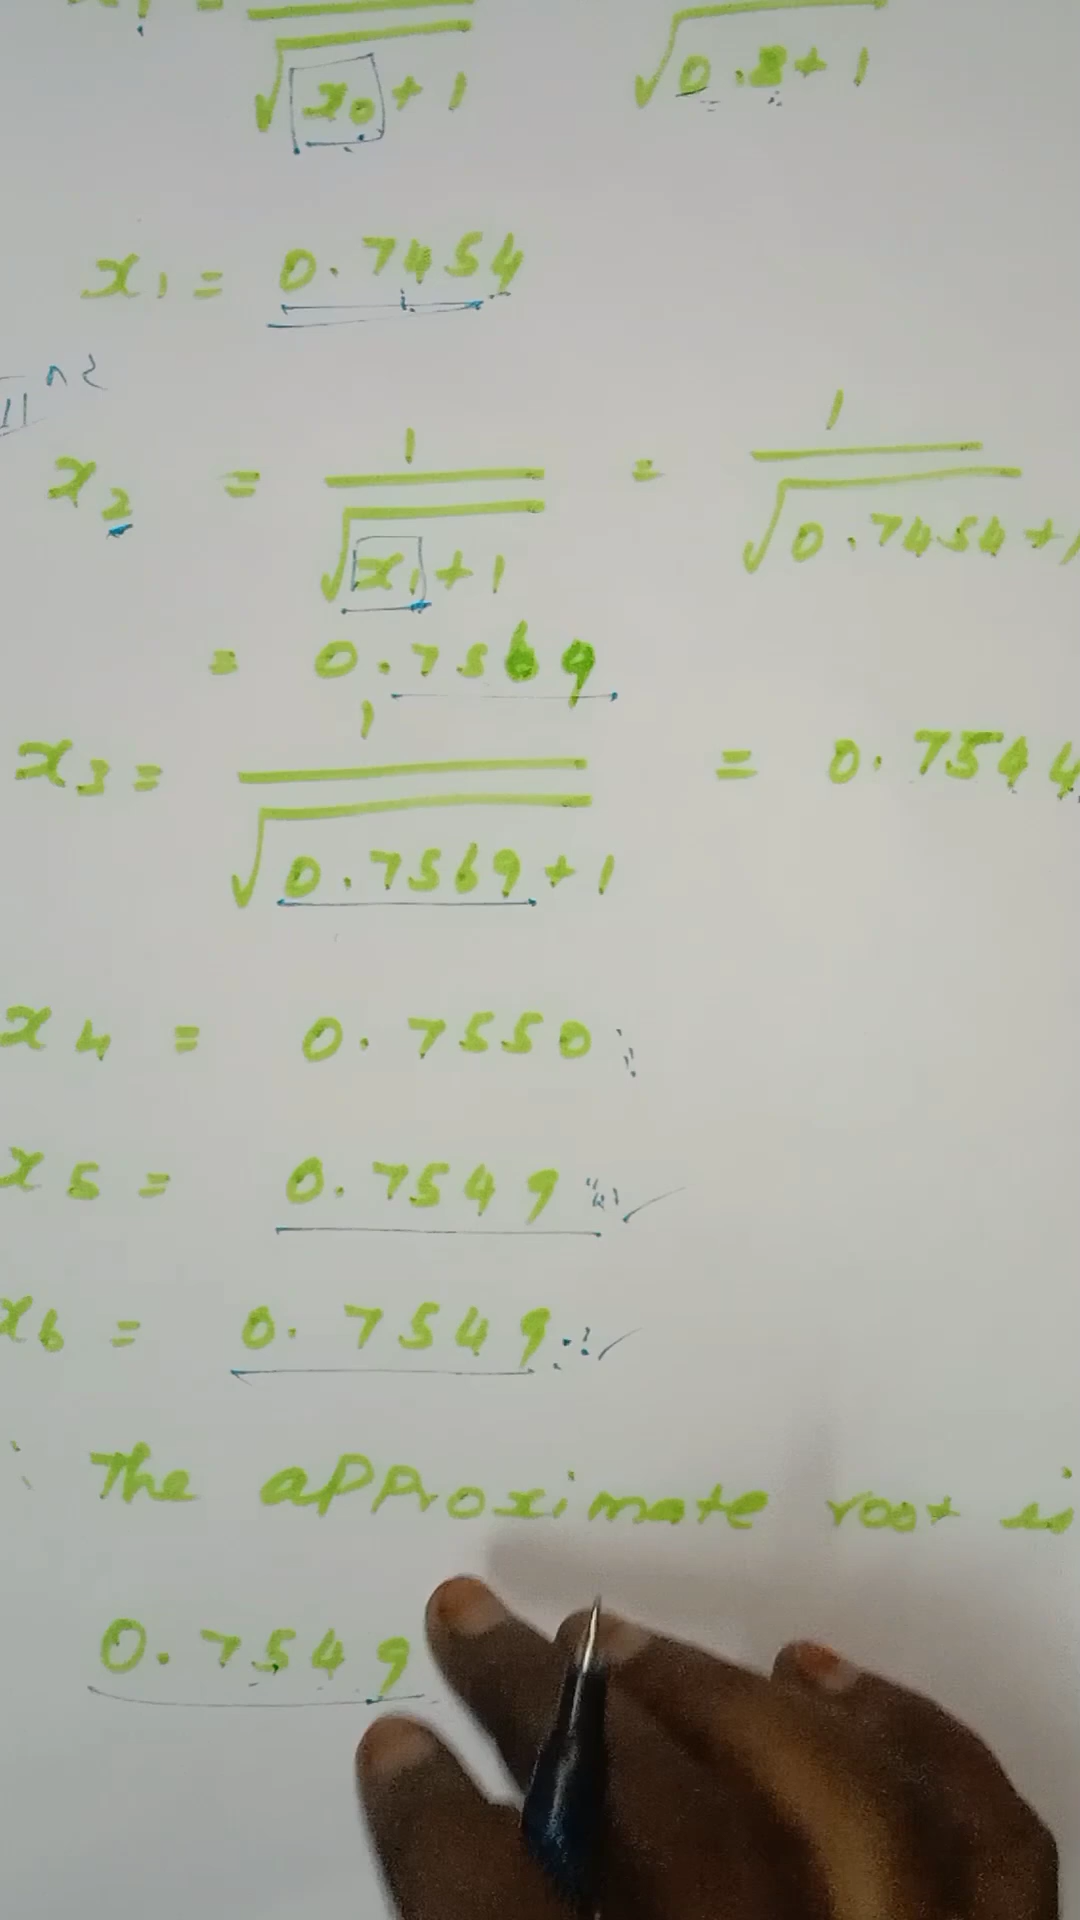 √x₀ + 1 √0.8 + 1
x₁ = 0.7454
x₂ = 1 / √x₁ + 1 = 1 / √0.7454 + 1
= 0.7569
x₃ = 1 / √0.7569 + 1 = 0.7544
x₄ = 0.7550
x₅ = 0.7549
x₆ = 0.7549
The approximate root is
0.7549